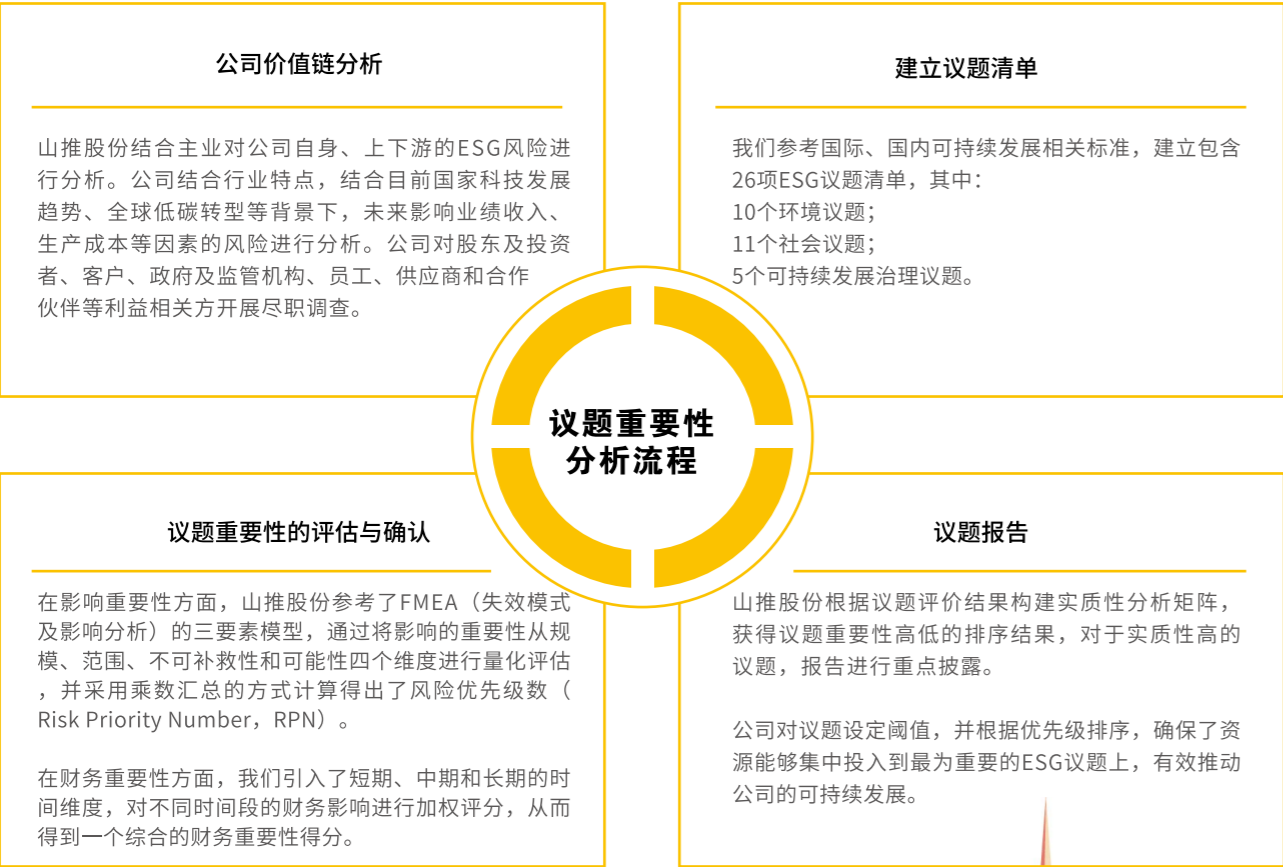 公司价值链分析
山推股份结合主业对公司自身、上下游的ESG风险进
行分析。公司结合行业特点，结合目前国家科技发展
趋势、全球低碳转型等背景下，未来影响业绩收入、
生产成本等因素的风险进行分析。公司对股东及投资
者、客户、政府及监管机构、员工、供应商和合作
伙伴等利益相关方开展尽职调查。
建立议题清单
我们参考国际、国内可持续发展相关标准，建立包含
26项ESG议题清单，其中：
10个环境议题；
11个社会议题；
5个可持续发展治理议题。
议题重要性
分析流程
议题重要性的评估与确认
在影响重要性方面，山推股份参考了FMEA（失效模式
及影响分析）的三要素模型，通过将影响的重要性从规
模、范围、不可补救性和可能性四个维度进行量化评估
，并采用乘数汇总的方式计算得出了风险优先级数（
Risk Priority Number，RPN）。
在财务重要性方面，我们引入了短期、中期和长期的时
间维度，对不同时间段的财务影响进行加权评分，从而
得到一个综合的财务重要性得分。
议题报告
山推股份根据议题评价结果构建实质性分析矩阵，
获得议题重要性高低的排序结果，对于实质性高的
议题，报告进行重点披露。
公司对议题设定阈值，并根据优先级排序，确保了资
源能够集中投入到最为重要的ESG议题上，有效推动
公司的可持续发展。